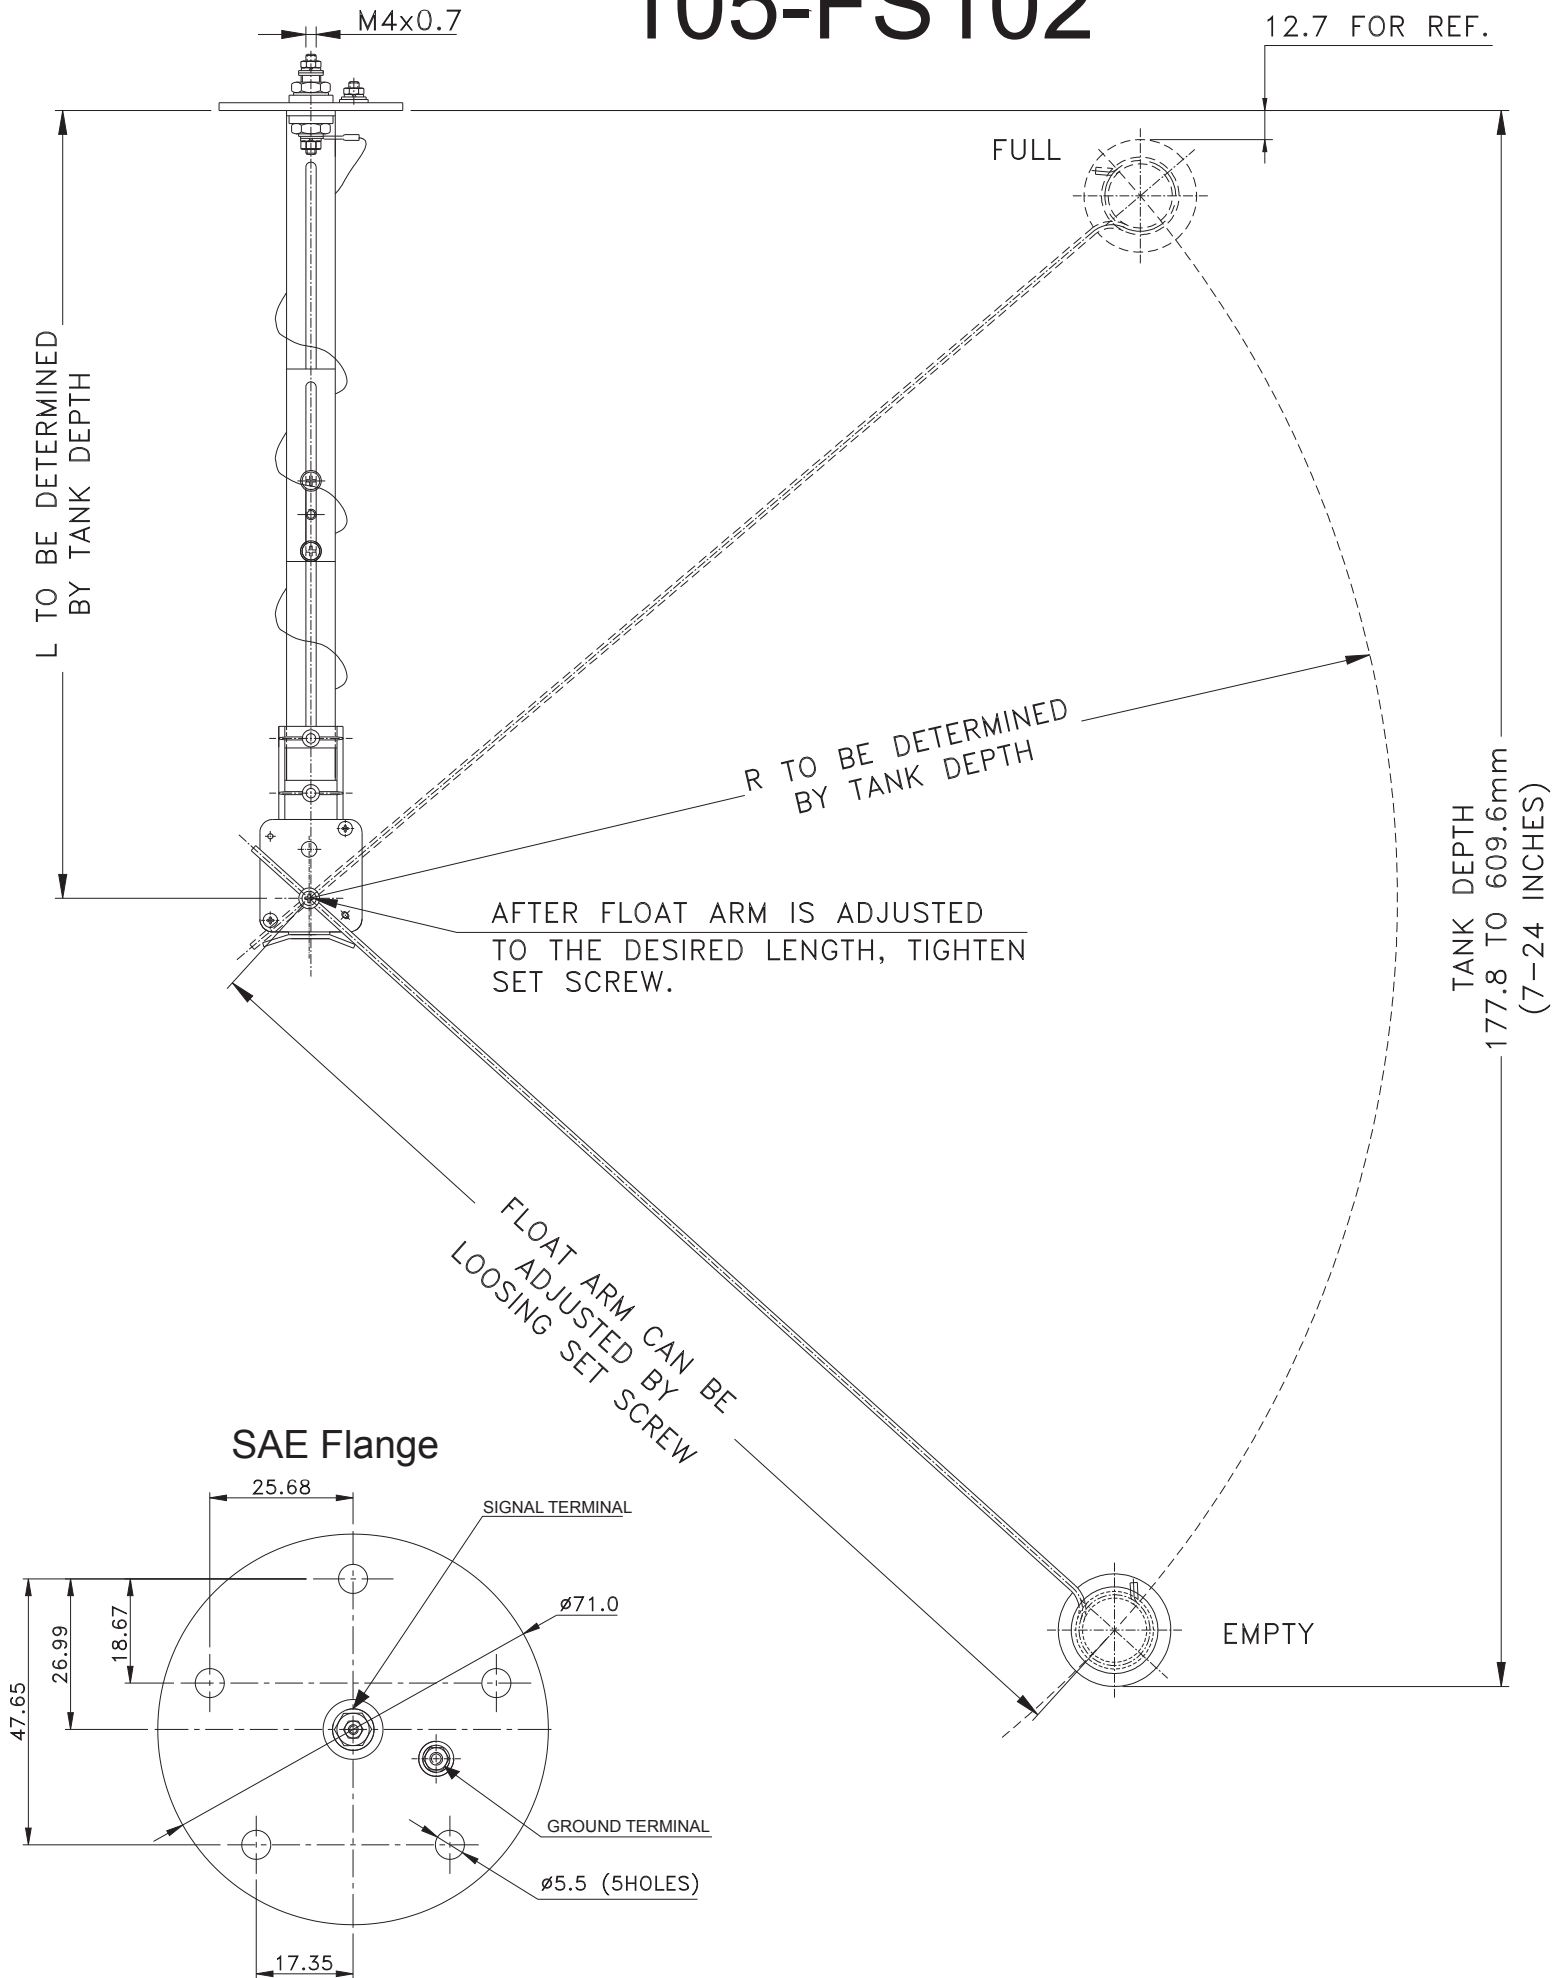 105-FS102
M4x0.7
12.7 FOR REF.
FULL
L TO BE DETERMINED
BY TANK DEPTH
R TO BE DETERMINED
BY TANK DEPTH
AFTER FLOAT ARM IS ADJUSTED
TO THE DESIRED LENGTH, TIGHTEN
SET SCREW.
TANK DEPTH
177.8 TO 609.6mm
(7-24 INCHES)
FLOAT ARM CAN BE
ADJUSTED BY
LOOSING SET SCREW
EMPTY
SAE Flange
25.68
SIGNAL TERMINAL
ø71.0
18.67
26.99
47.65
GROUND TERMINAL
ø5.5 (5HOLES)
17.35